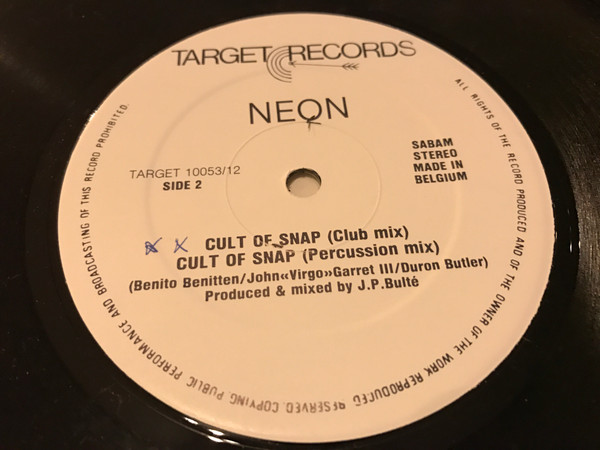 TARGET RECORDS
NEON
TARGET 10053/12
SIDE 2
SABAM
STEREO
MADE IN
BELGIUM
CULT OF SNAP (Club mix)
CULT OF SNAP (Percussion mix)
(Benito Benitten/John«Virgo»Garret III/Duron Butler)
Produced & mixed by J.P.Bulté
ALL RIGHTS OF THE RECORD PRODUCED AND OF THE OWNER OF THE WORK REPRODUCED RESERVED. COPYING PUBLIC PERFORMANCE AND BROADCASTING OF THIS RECORD PROHIBITED.